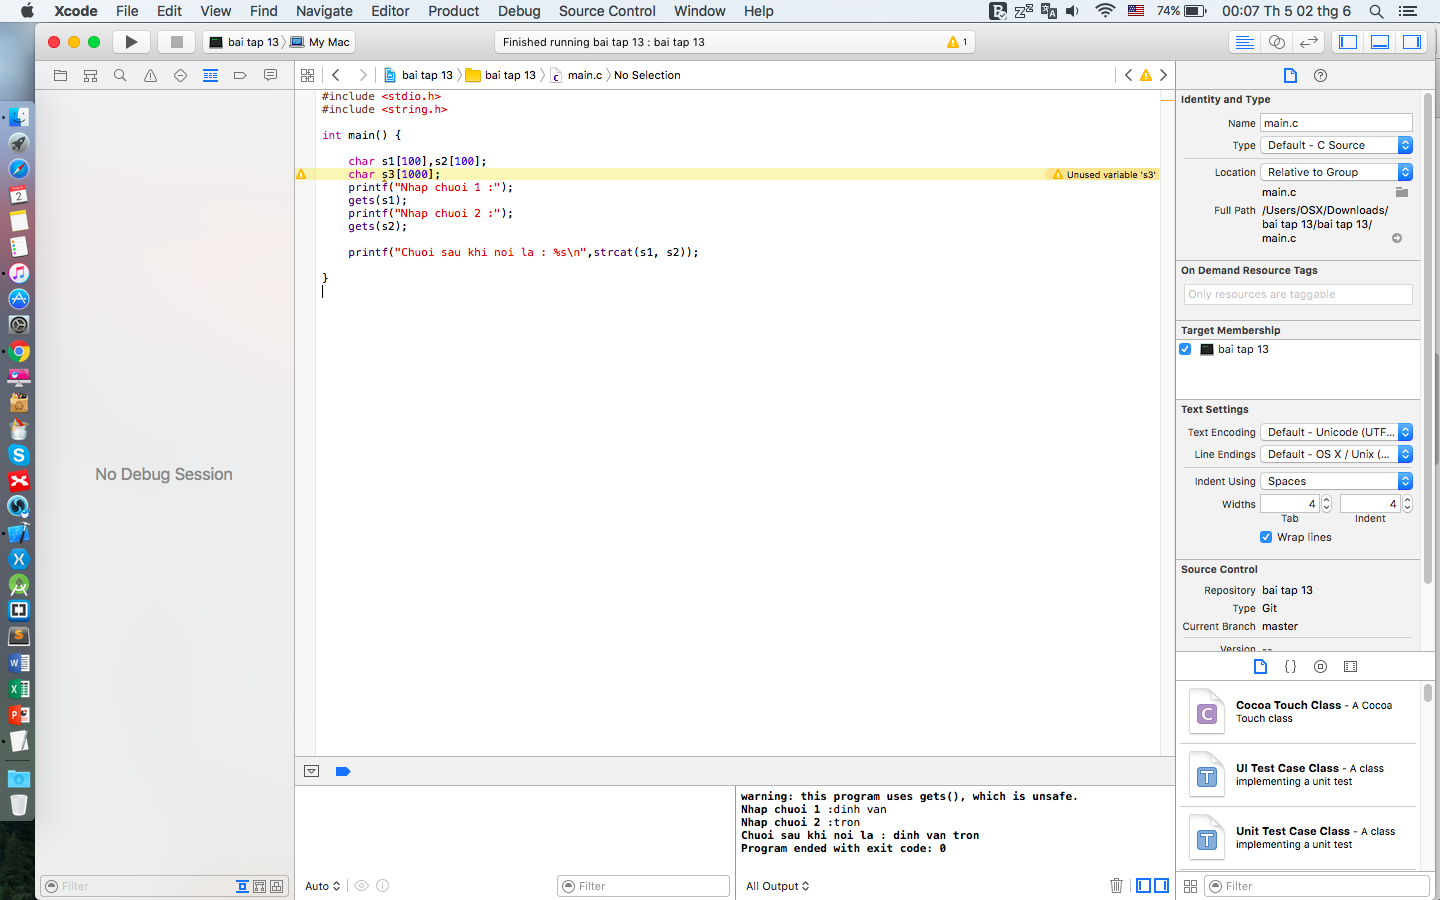 Xcode File Edit View Find Navigate Editor Product Debug Source Control Window Help 74% 00:07 Th 5 02 thg 6
bai tap 13 My Mac
Finished running bai tap 13 : bai tap 13
1
bai tap 13 bai tap 13 main.c No Selection
#include <stdio.h>
#include <string.h>
int main() {
char s1[100],s2[100];
char s3[1000];
Unused variable 's3'
printf("Nhap chuoi 1 :");
gets(s1);
printf("Nhap chuoi 2 :");
gets(s2);
printf("Chuoi sau khi noi la : %s\n",strcat(s1, s2));
}
No Debug Session
Filter
Auto
Filter
warning: this program uses gets(), which is unsafe.
Nhap chuoi 1 :dinh van
Nhap chuoi 2 :tron
Chuoi sau khi noi la : dinh van tron
Program ended with exit code: 0
All Output
Identity and Type
Name main.c
Type Default - C Source
Location Relative to Group
main.c
Full Path /Users/OSX/Downloads/
bai tap 13/bai tap 13/
main.c
On Demand Resource Tags
Only resources are taggable
Target Membership
bai tap 13
Text Settings
Text Encoding Default - Unicode (UTF...
Line Endings Default - OS X / Unix (...
Indent Using Spaces
Widths 4 4
Tab Indent
Wrap lines
Source Control
Repository bai tap 13
Type Git
Current Branch master
Version --
Cocoa Touch Class - A Cocoa
Touch class
UI Test Case Class - A class
implementing a unit test
Unit Test Case Class - A class
implementing a unit test
Filter